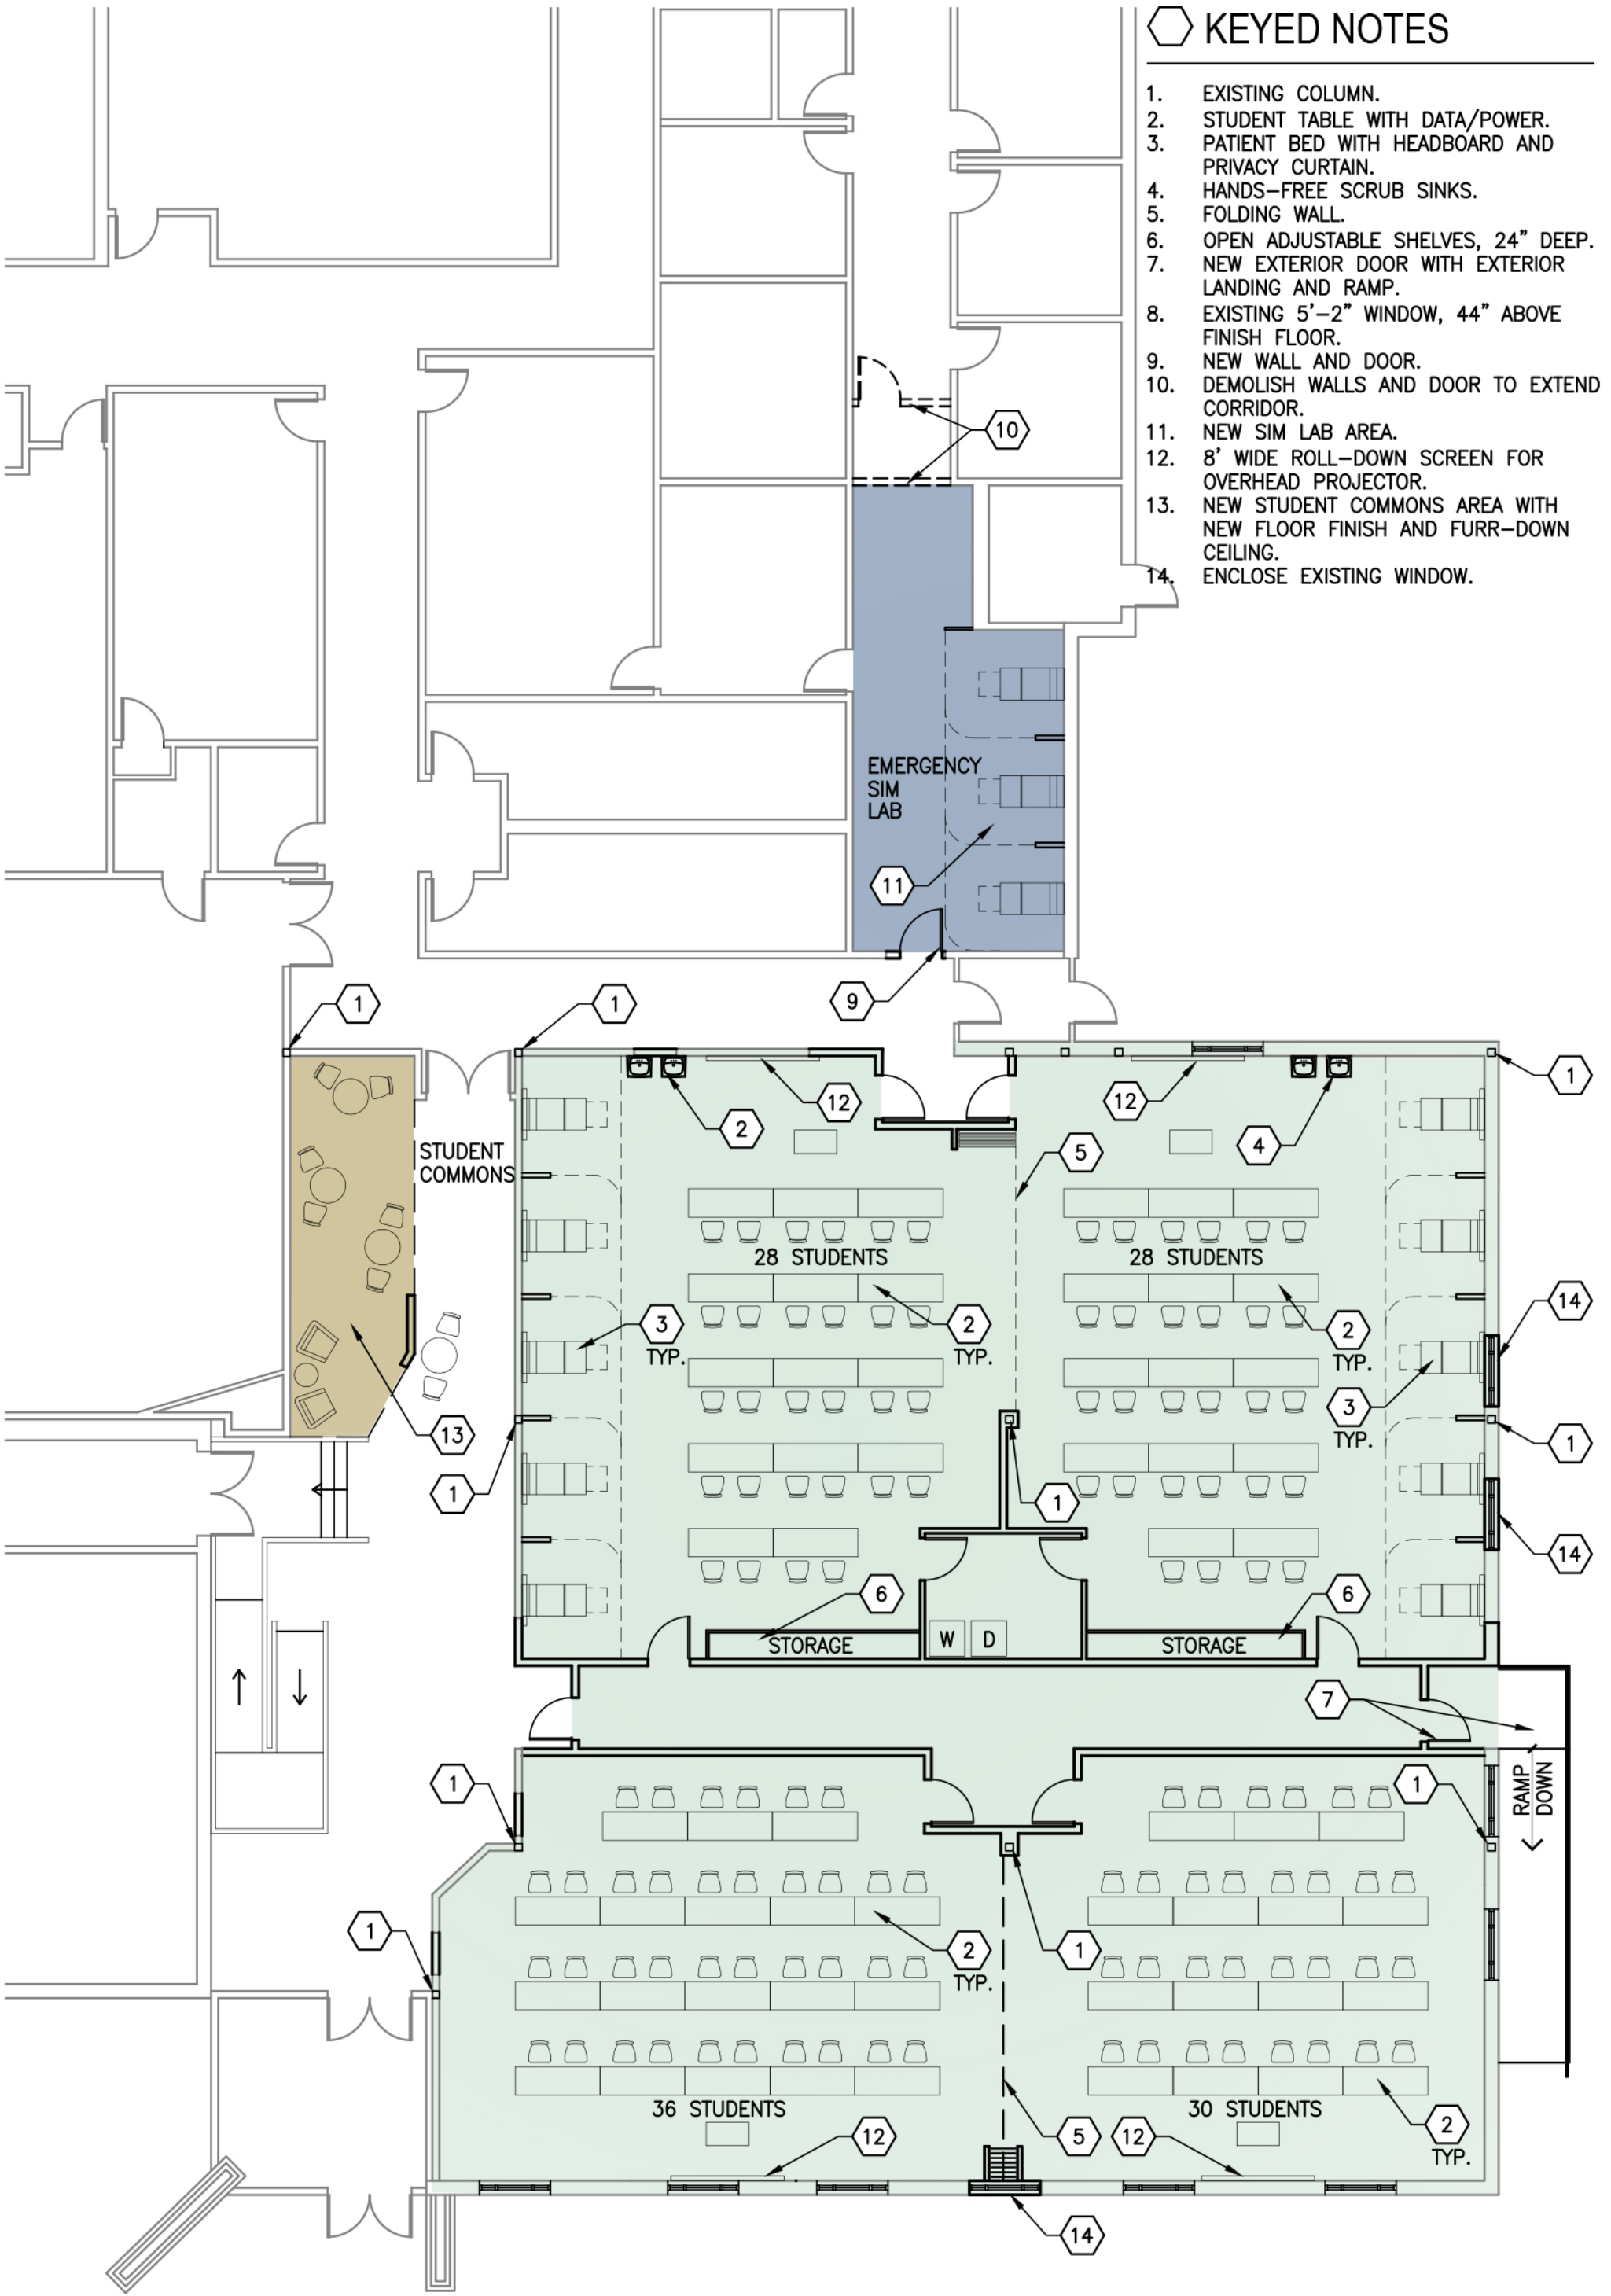 KEYED NOTES
1. EXISTING COLUMN.
2. STUDENT TABLE WITH DATA/POWER.
3. PATIENT BED WITH HEADBOARD AND
PRIVACY CURTAIN.
4. HANDS-FREE SCRUB SINKS.
5. FOLDING WALL.
6. OPEN ADJUSTABLE SHELVES, 24" DEEP.
7. NEW EXTERIOR DOOR WITH EXTERIOR
LANDING AND RAMP.
8. EXISTING 5'-2" WINDOW, 44" ABOVE
FINISH FLOOR.
9. NEW WALL AND DOOR.
10. DEMOLISH WALLS AND DOOR TO EXTEND
CORRIDOR.
11. NEW SIM LAB AREA.
12. 8' WIDE ROLL-DOWN SCREEN FOR
OVERHEAD PROJECTOR.
13. NEW STUDENT COMMONS AREA WITH
NEW FLOOR FINISH AND FURR-DOWN
CEILING.
14. ENCLOSE EXISTING WINDOW.
10
EMERGENCY
SIM
LAB
11
1
1
9
1
12
12
2
4
5
STUDENT
COMMONS
28 STUDENTS
28 STUDENTS
14
3
TYP.
2
TYP.
2
TYP.
3
TYP.
13
1
1
1
14
6
6
STORAGE
W
D
STORAGE
7
1
1
RAMP
DOWN
1
2
TYP.
1
36 STUDENTS
30 STUDENTS
12
5
12
2
TYP.
14